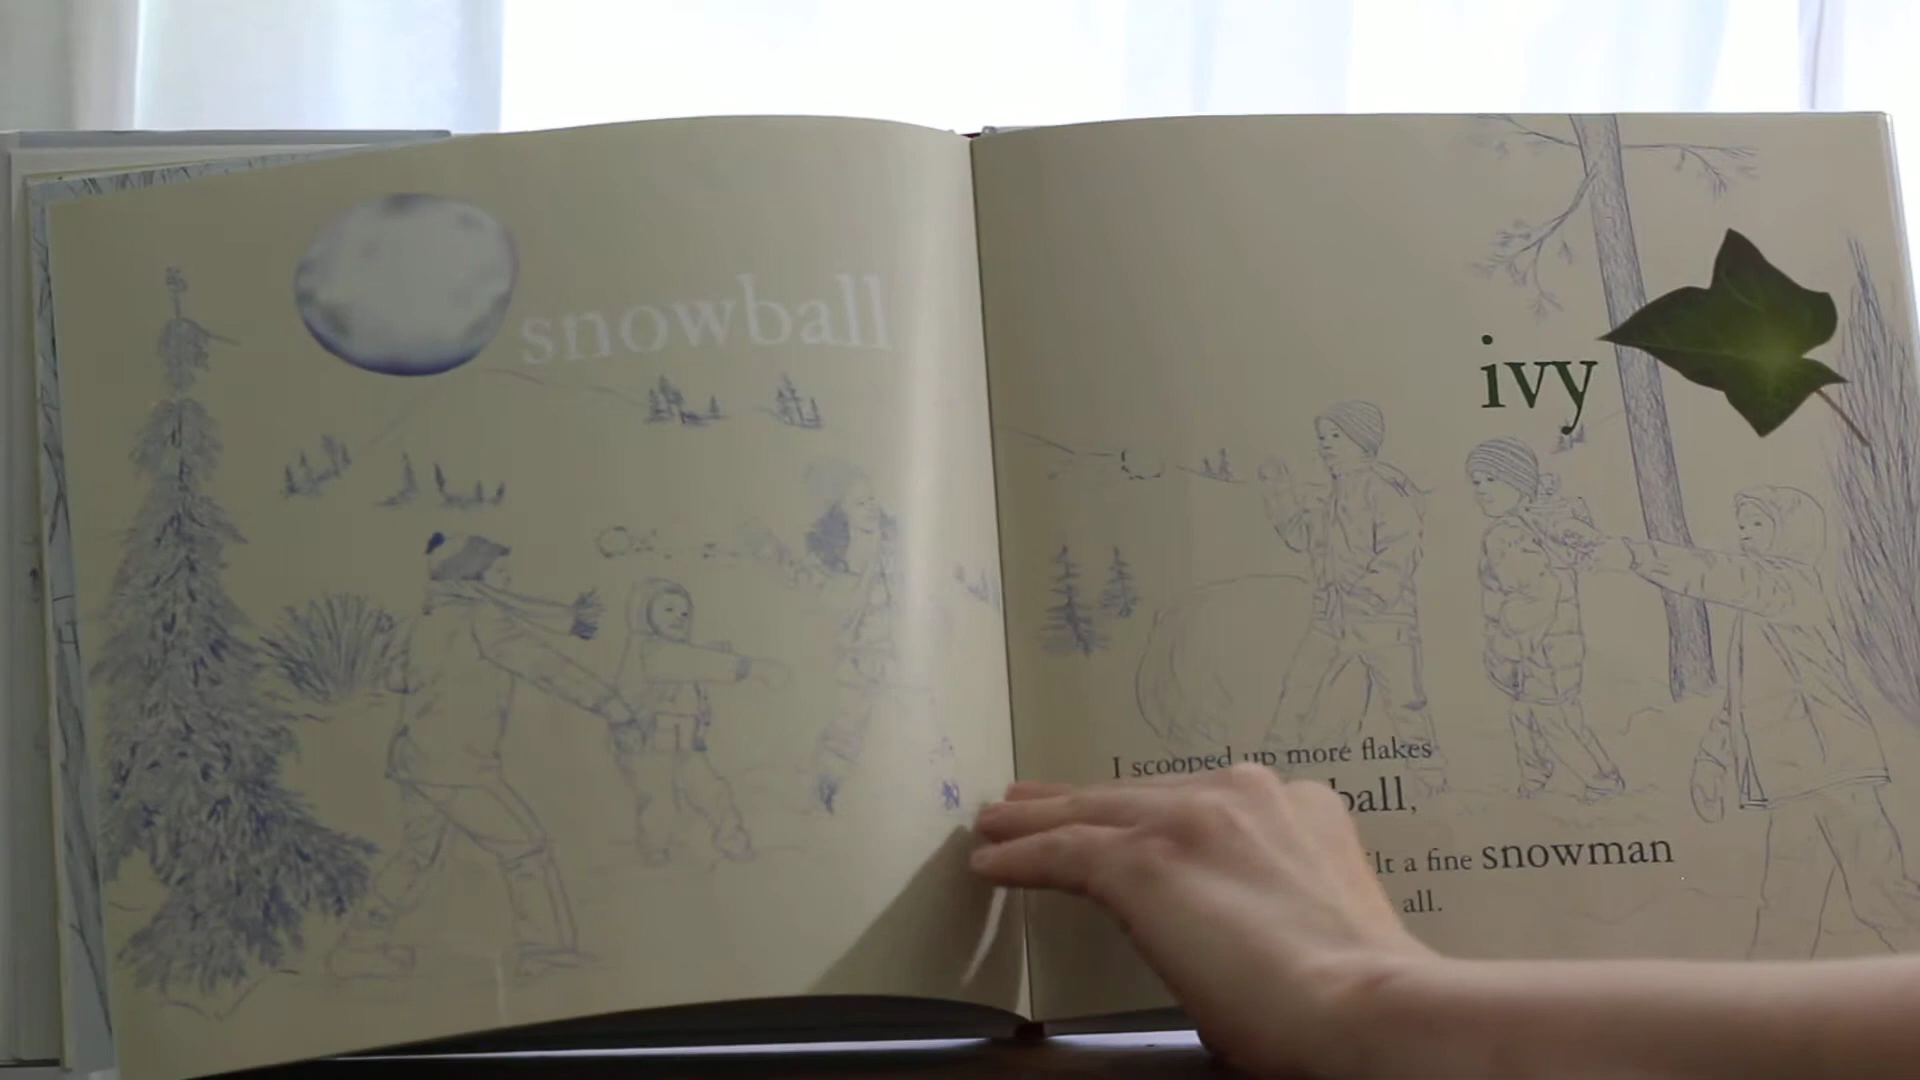 snowball
ivy
I scooped up more flakes
ball,
lt a fine snowman
all.